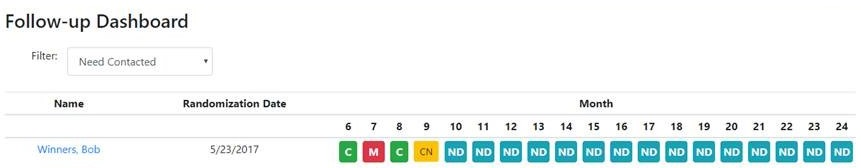 Follow-up Dashboard
Filter: Need Contacted
Name Randomization Date Month
6 7 8 9 10 11 12 13 14 15 16 17 18 19 20 21 22 23 24
Winners, Bob 5/23/2017 C M C CN ND ND ND ND ND ND ND ND ND ND ND ND ND ND ND